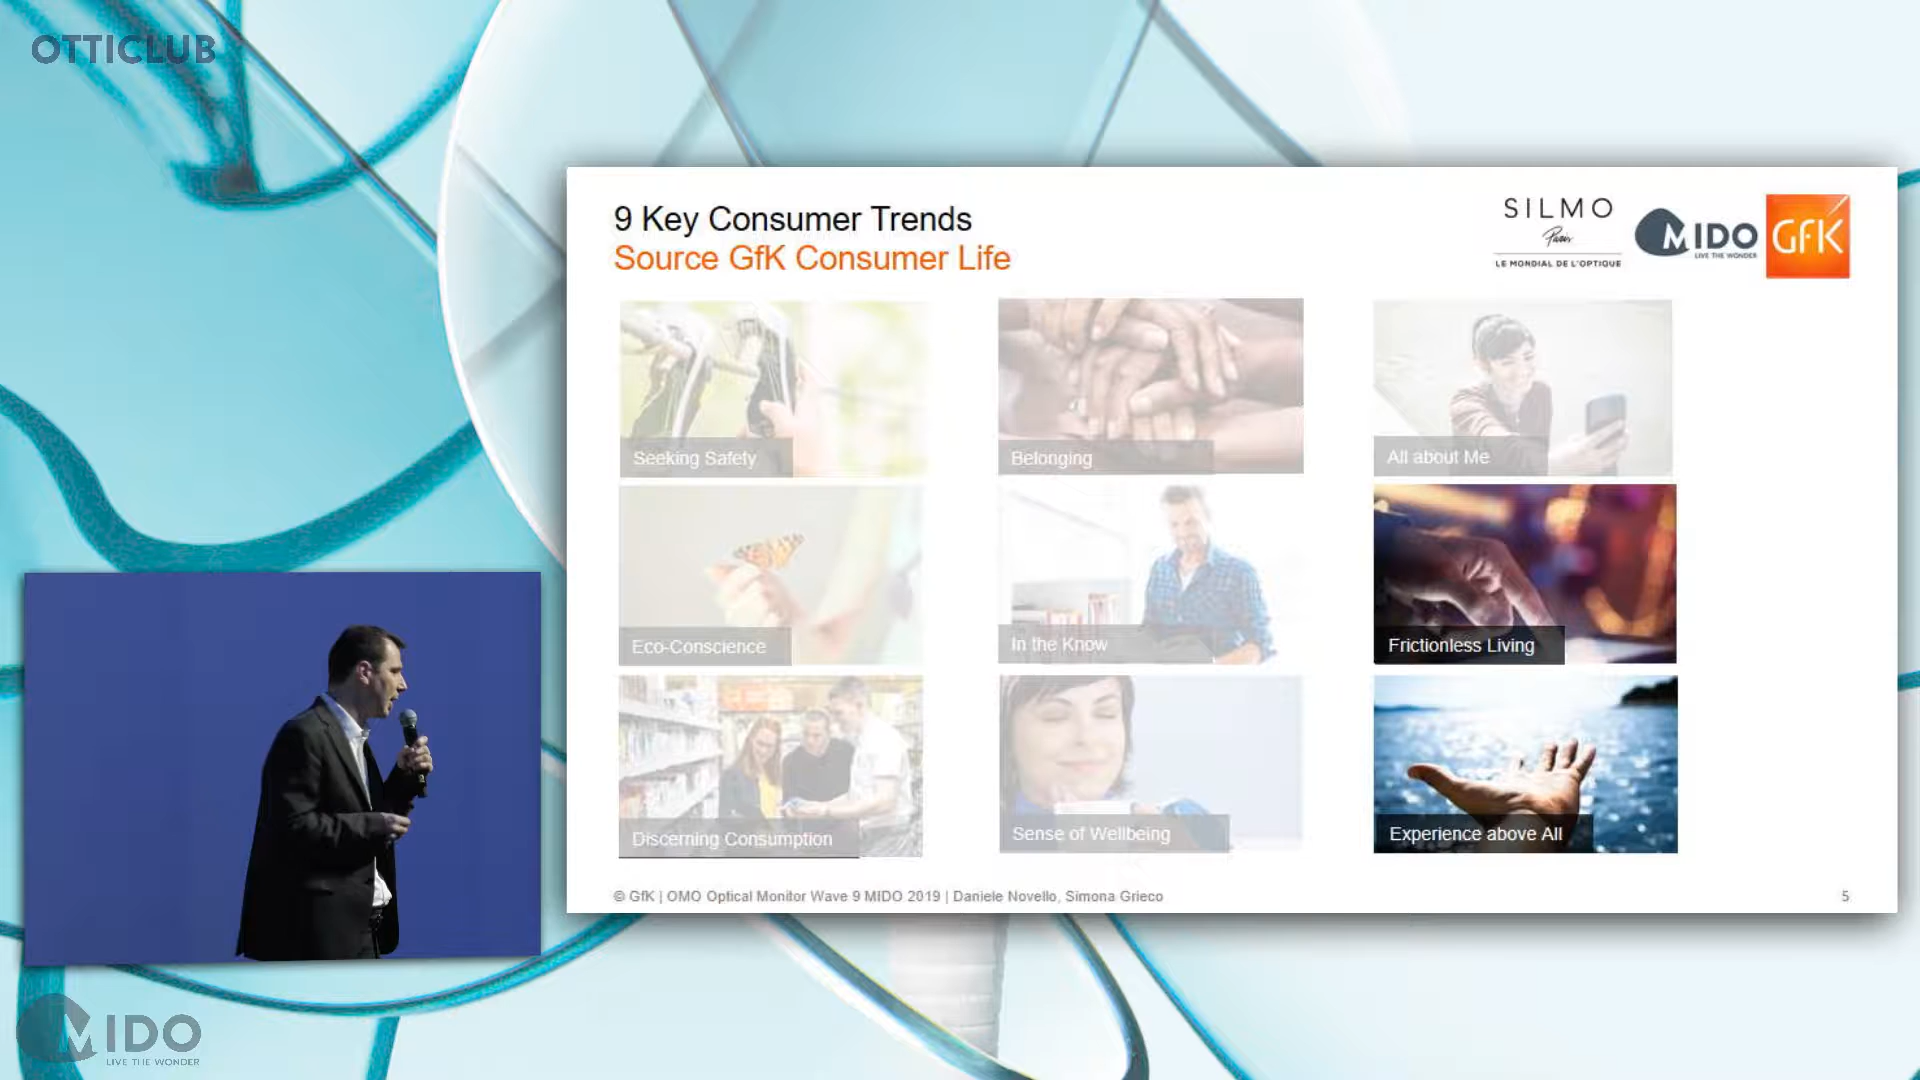 OTTICLUB
9 Key Consumer Trends
Source GfK Consumer Life
SILMO
Paris
LE MONDIAL DE L'OPTIQUE
MIDO
LIVE THE WONDER
GFK
Seeking Safety
Belonging
All about Me
Eco-Conscience
In the Know
Frictionless Living
Discerning Consumption
Sense of Wellbeing
Experience above All
© GfK | OMO Optical Monitor Wave 9 MIDO 2019 | Daniele Novello, Simona Grieco
5
MIDO
LIVE THE WONDER